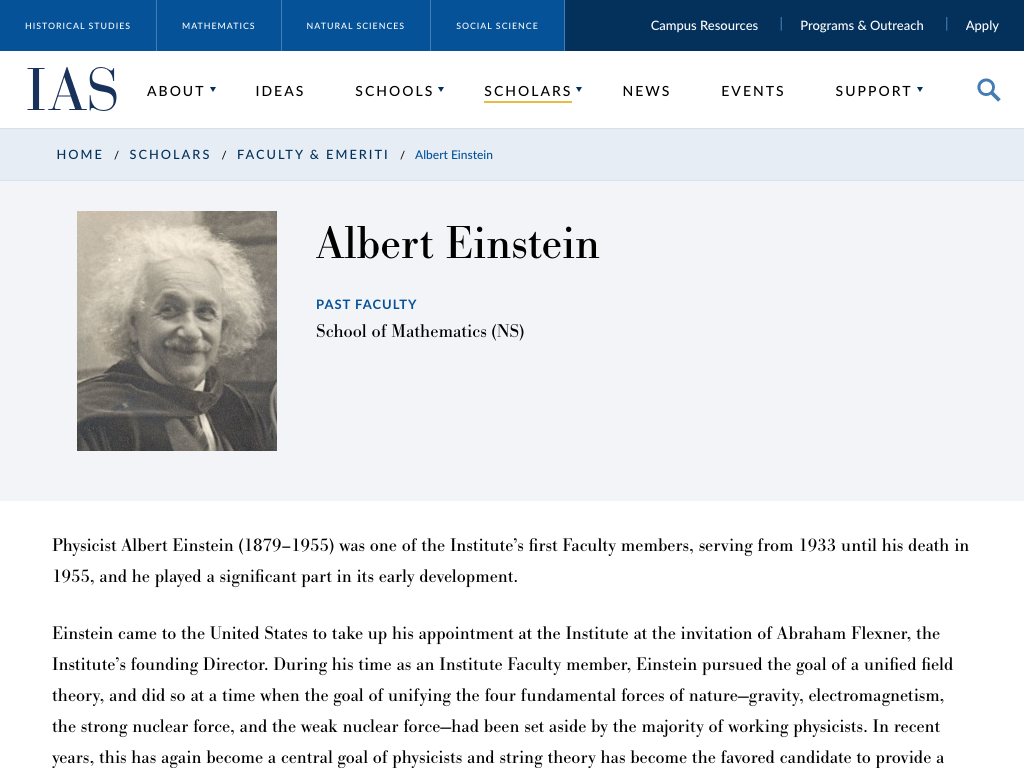 HISTORICAL STUDIES MATHEMATICS NATURAL SCIENCES SOCIAL SCIENCE Campus Resources Programs & Outreach Apply
IAS ABOUT IDEAS SCHOOLS SCHOLARS NEWS EVENTS SUPPORT
HOME / SCHOLARS / FACULTY & EMERITI / Albert Einstein
Albert Einstein
PAST FACULTY
School of Mathematics (NS)
Physicist Albert Einstein (1879–1955) was one of the Institute's first Faculty members, serving from 1933 until his death in
1955, and he played a significant part in its early development.
Einstein came to the United States to take up his appointment at the Institute at the invitation of Abraham Flexner, the
Institute's founding Director. During his time as an Institute Faculty member, Einstein pursued the goal of a unified field
theory, and did so at a time when the goal of unifying the four fundamental forces of nature—gravity, electromagnetism,
the strong nuclear force, and the weak nuclear force—had been set aside by the majority of working physicists. In recent
years, this has again become a central goal of physicists and string theory has become the favored candidate to provide a